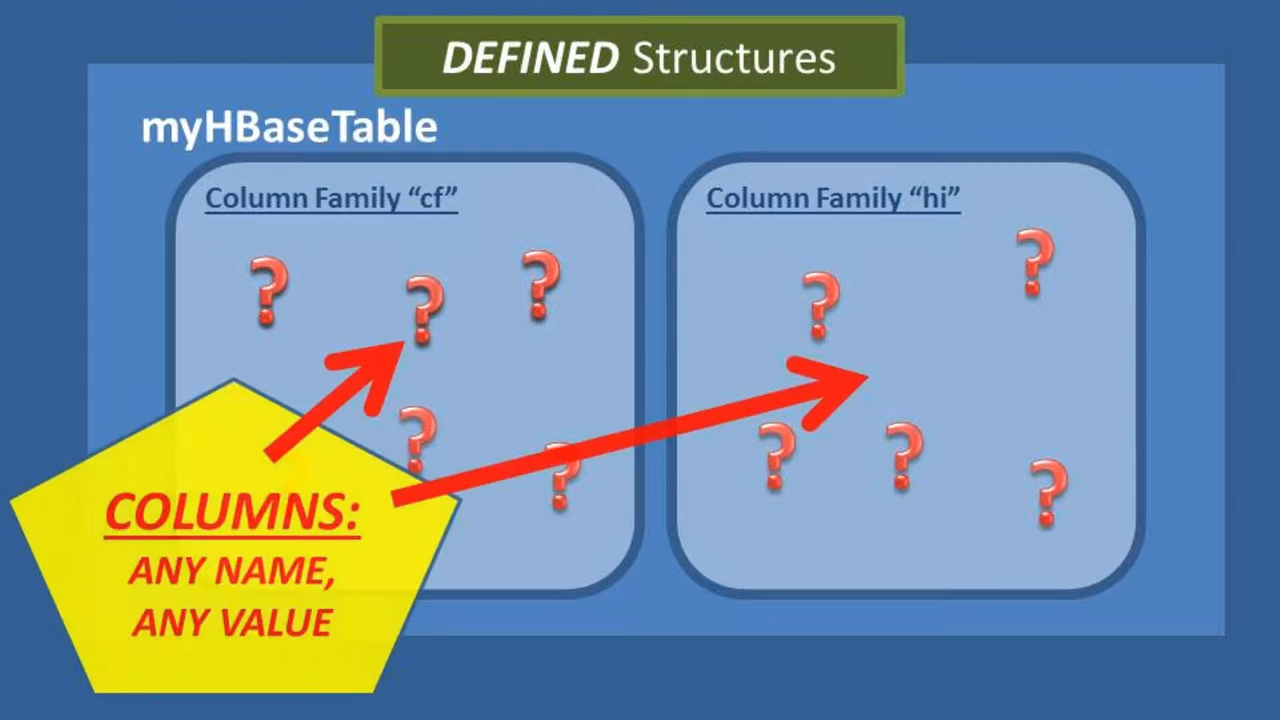 DEFINED Structures
myHBaseTable
Column Family “cf”
Column Family “hi”
? ? ?
? ?
? ?
? ? ?
COLUMNS:
ANY NAME,
ANY VALUE